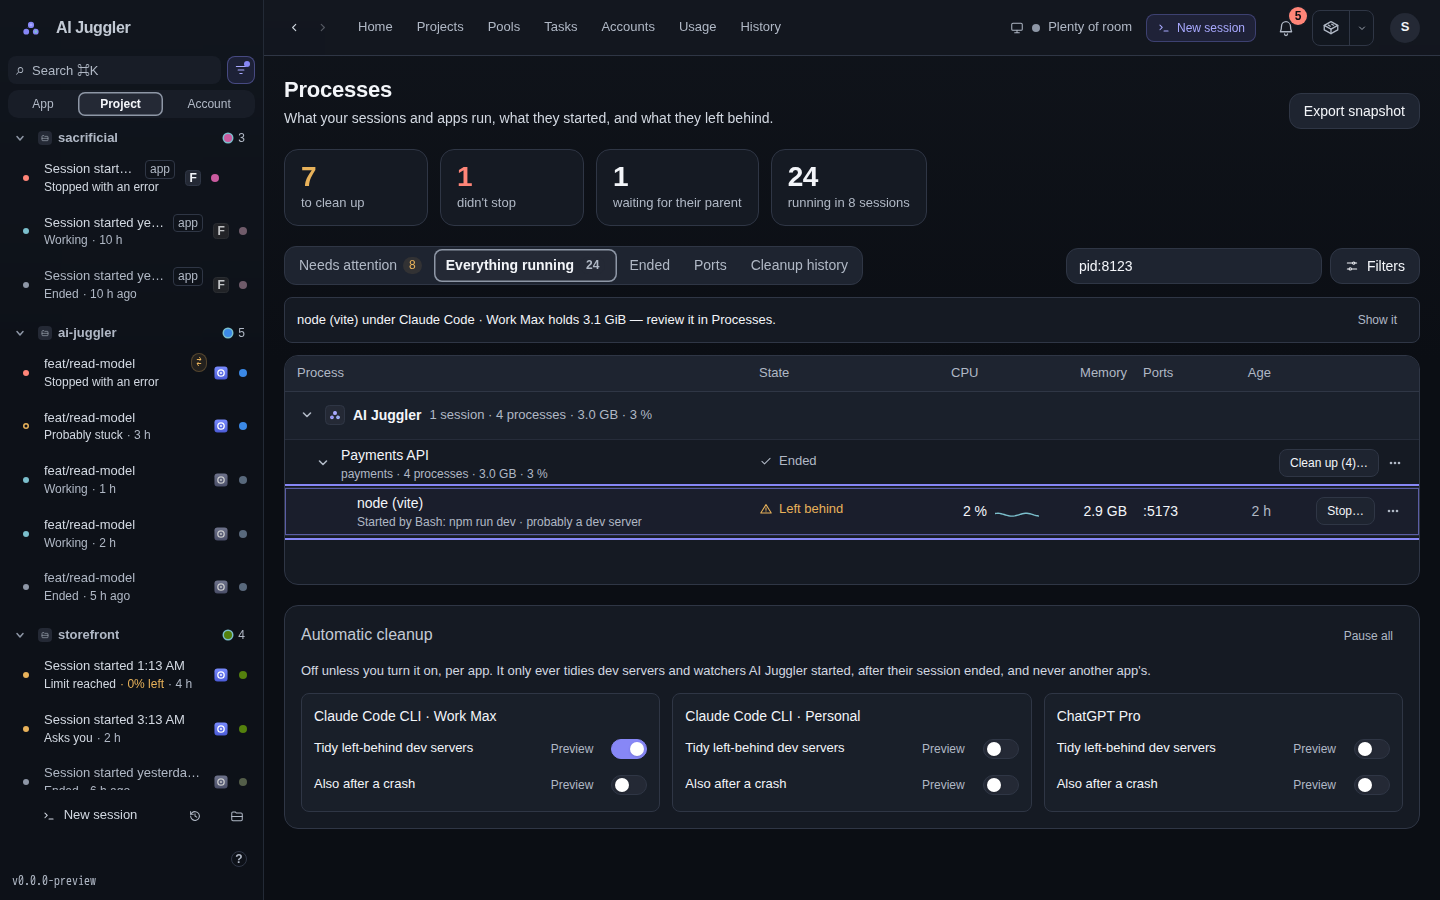 AI Juggler
Search ⌘K
App Project Account
sacrificial 3
Session start… app F
Stopped with an error
Session started ye… app F
Working · 10 h
Session started ye… app F
Ended · 10 h ago
ai-juggler 5
feat/read-model
Stopped with an error
feat/read-model
Probably stuck · 3 h
feat/read-model
Working · 1 h
feat/read-model
Working · 2 h
feat/read-model
Ended · 5 h ago
storefront 4
Session started 1:13 AM
Limit reached · 0% left · 4 h
Session started 3:13 AM
Asks you · 2 h
Session started yesterda…
Ended · 6 h ago
New session
?
v0.0.0-preview
Home Projects Pools Tasks Accounts Usage History
Plenty of room New session 5 S
Processes
What your sessions and apps run, what they started, and what they left behind.
Export snapshot
7 1 1 24
to clean up didn't stop waiting for their parent running in 8 sessions
Needs attention 8 Everything running 24 Ended Ports Cleanup history
pid:8123 Filters
node (vite) under Claude Code · Work Max holds 3.1 GiB — review it in Processes. Show it
Process State CPU Memory Ports Age
AI Juggler 1 session · 4 processes · 3.0 GB · 3 %
Payments API Ended Clean up (4)…
payments · 4 processes · 3.0 GB · 3 %
node (vite) Left behind 2 % 2.9 GB :5173 2 h Stop…
Started by Bash: npm run dev · probably a dev server
Automatic cleanup Pause all
Off unless you turn it on, per app. It only ever tidies dev servers and watchers AI Juggler started, after their session ended, and never another app's.
Claude Code CLI · Work Max
Tidy left-behind dev servers Preview
Also after a crash Preview
Claude Code CLI · Personal
Tidy left-behind dev servers Preview
Also after a crash Preview
ChatGPT Pro
Tidy left-behind dev servers Preview
Also after a crash Preview